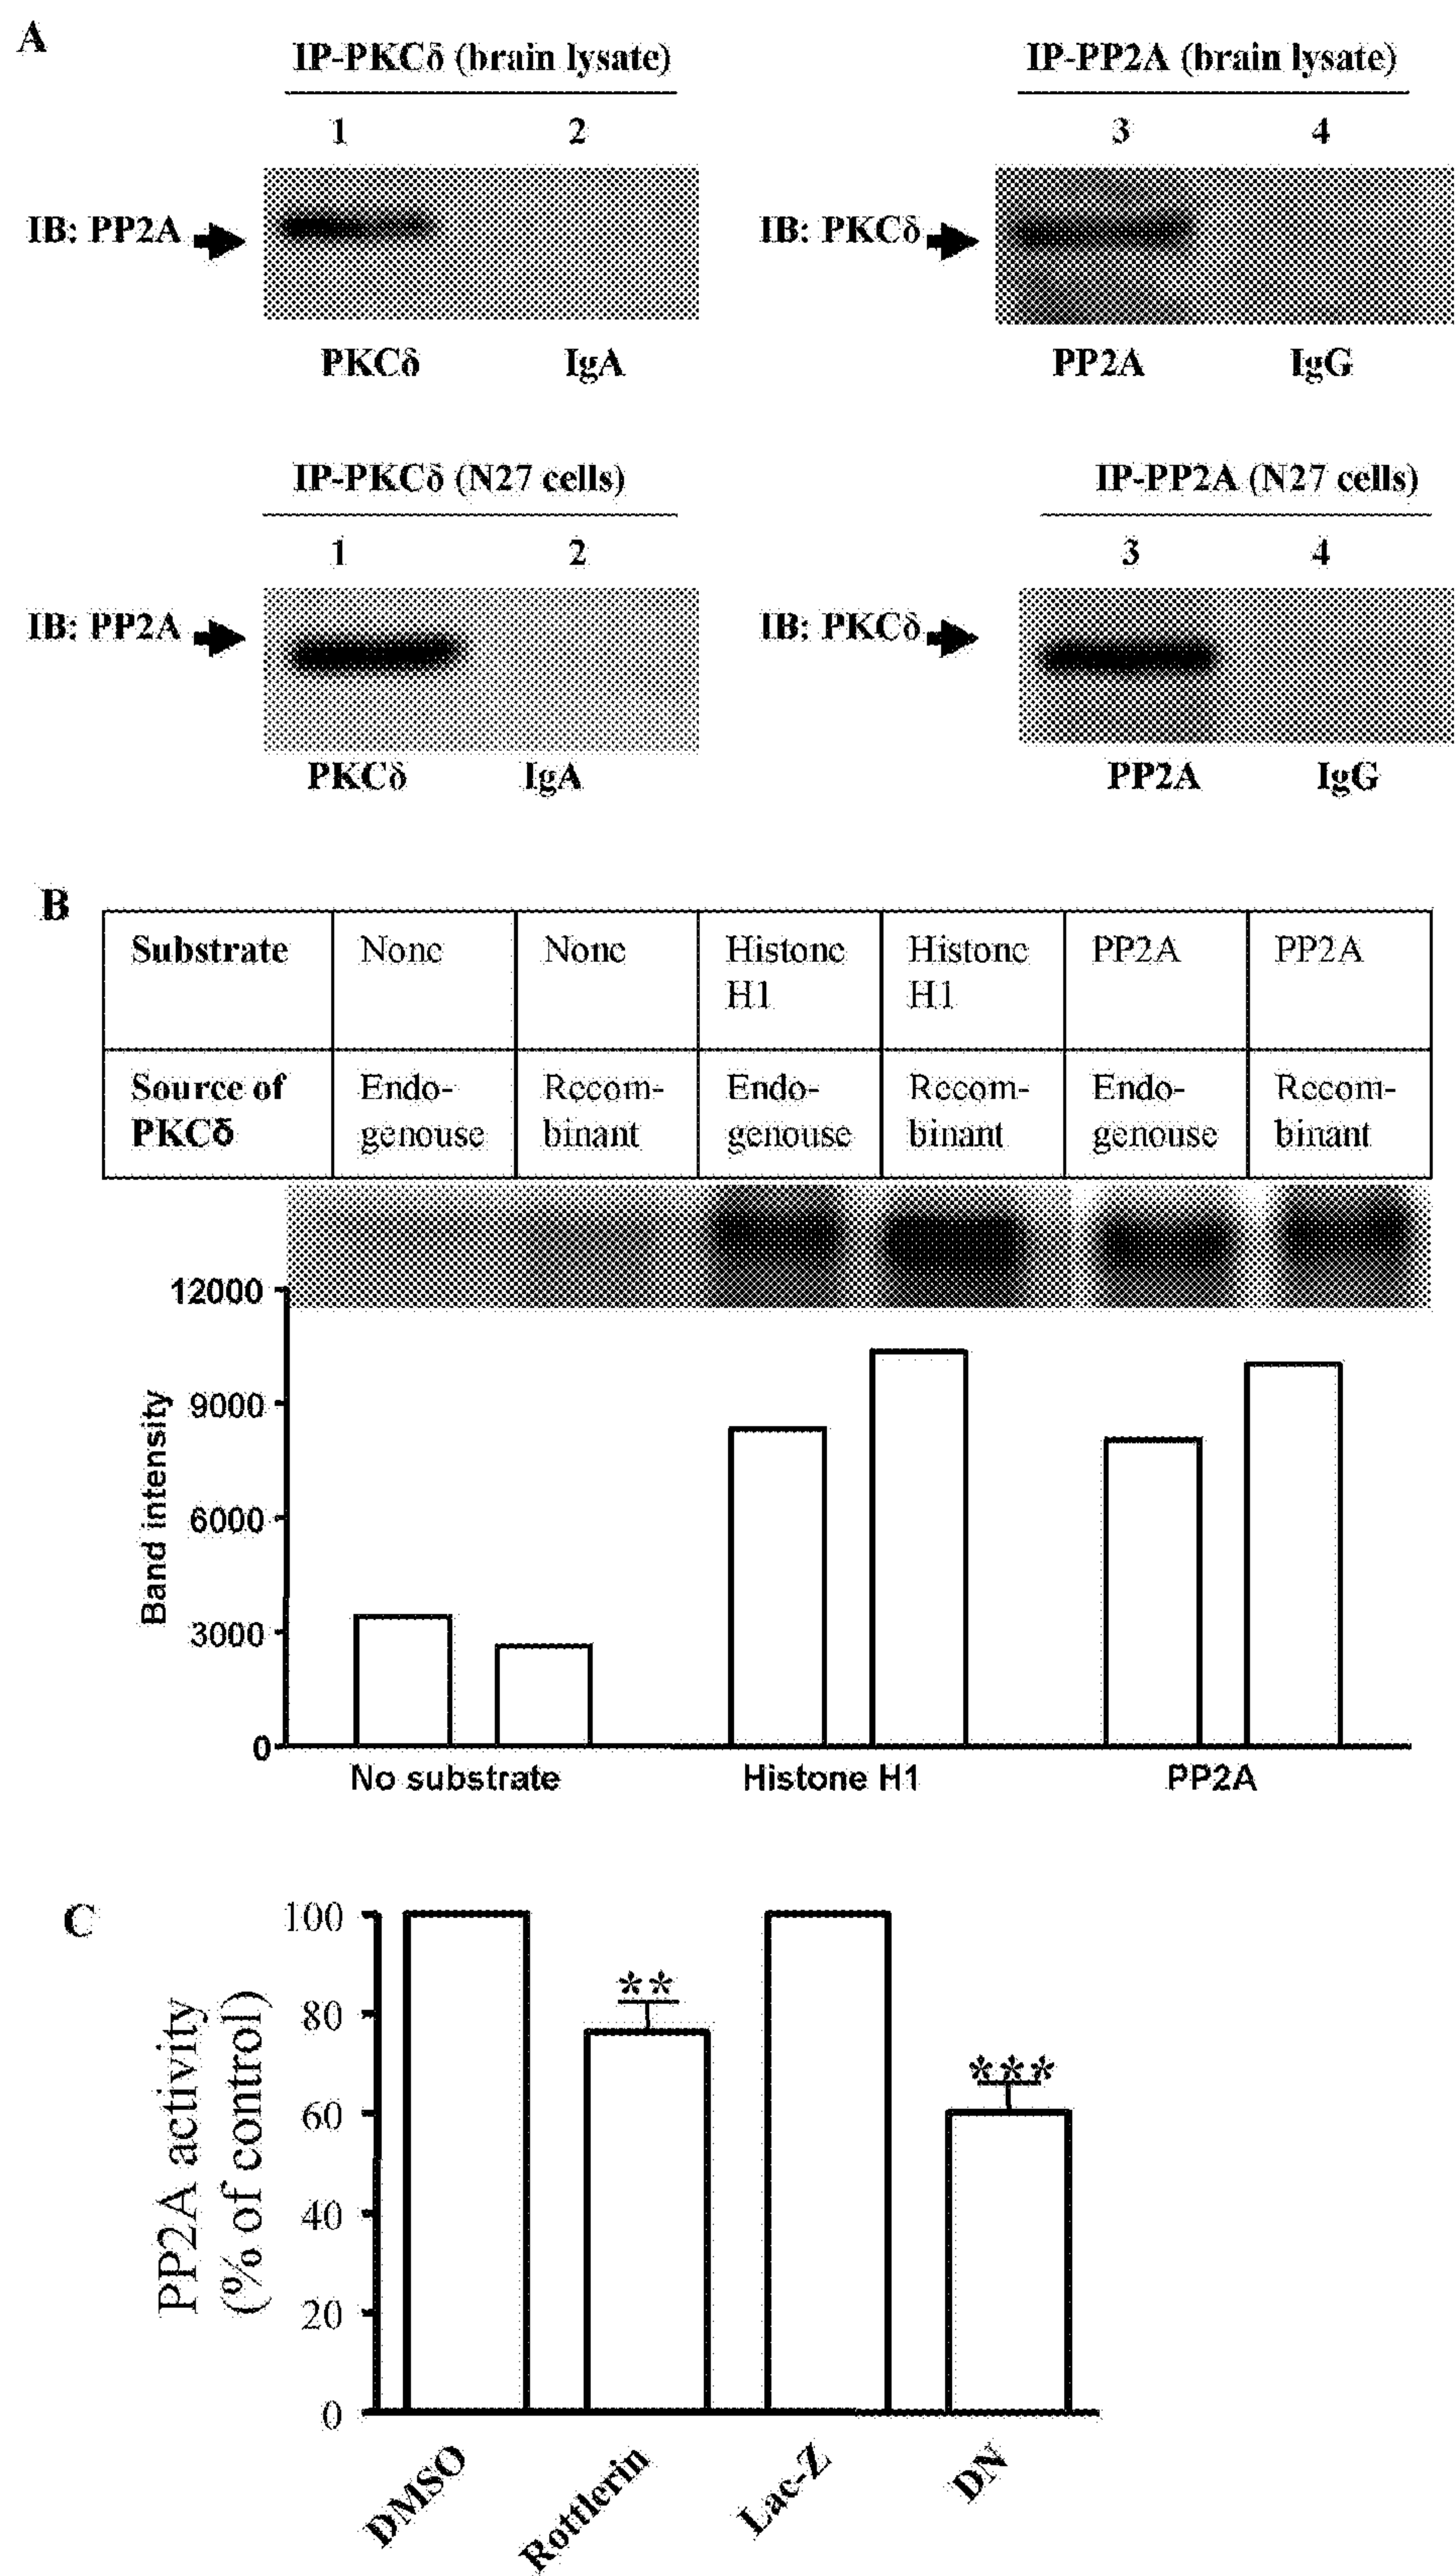 A
IP-PKCδ (brain lysate)
IP-PP2A (brain lysate)
1 2
3 4
IB: PP2A
IB: PKCδ
PKCδ IgA
PP2A IgG
IP-PKCδ (N27 cells)
IP-PP2A (N27 cells)
1 2
3 4
IB: PP2A
IB: PKCδ
PKCδ IgA
PP2A IgG
B
Substrate
None
None
Histone
H1
Histone
H1
PP2A
PP2A
Source of
PKCδ
Endo-
genouse
Recom-
binant
Endo-
genouse
Recom-
binant
Endo-
genouse
Recom-
binant
12000
9000
6000
3000
0
Band intensity
No substrate
Histone H1
PP2A
C
100
80
60
40
20
0
PP2A activity
(% of control)
**
***
DMSO
Rottlerin
Lac-Z
DN